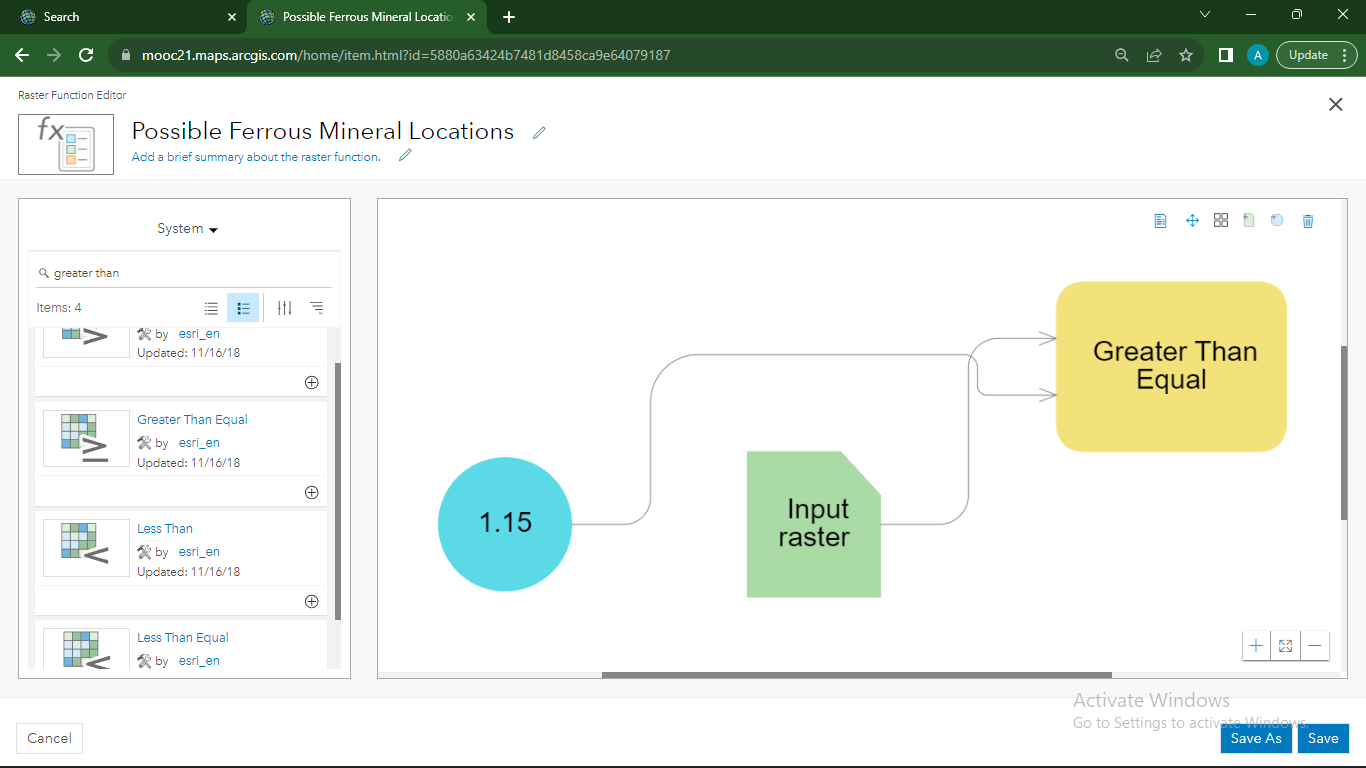 Search
Possible Ferrous Mineral Locatio
mooc21.maps.arcgis.com/home/item.html?id=5880a63424b7481d8458ca9e64079187
A
Update
Raster Function Editor
fx
Possible Ferrous Mineral Locations
Add a brief summary about the raster function.
System
greater than
Items: 4
by esri_en
Updated: 11/16/18
Greater Than Equal
by esri_en
Updated: 11/16/18
Less Than
by esri_en
Updated: 11/16/18
Less Than Equal
by esri_en
Greater Than
Equal
1.15
Input
raster
Activate Windows
Go to Settings to activate Windows.
Cancel
Save As
Save